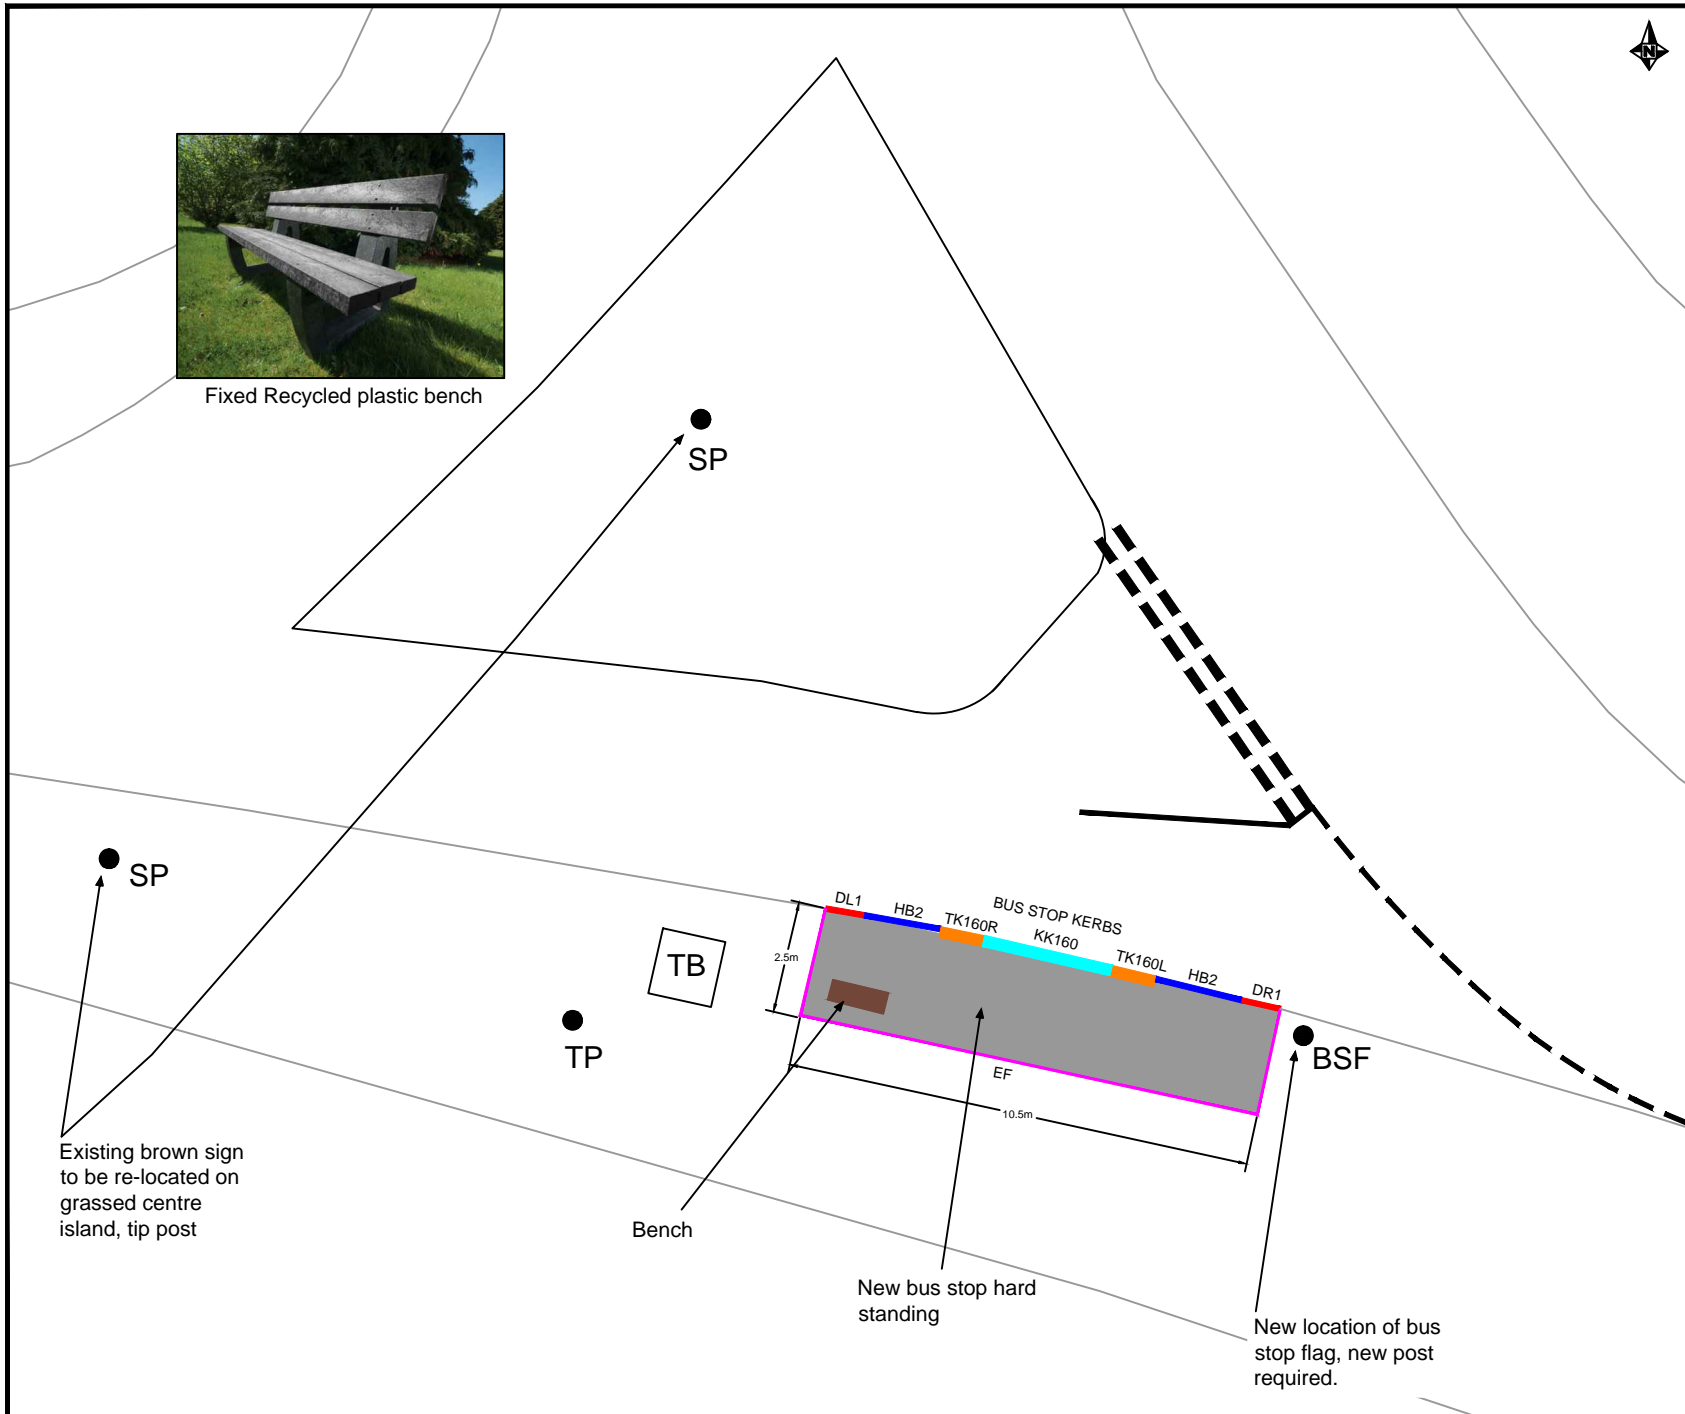 N
Fixed Recycled plastic bench
SP
SP
DL1
HB2
TK160R
BUS STOP KERBS
KK160
TK160L
HB2
DR1
TB
2.5m
TP
BSF
EF
10.5m
Existing brown sign
to be re-located on
grassed centre
island, tip post
Bench
New bus stop hard
standing
New location of bus
stop flag, new post
required.